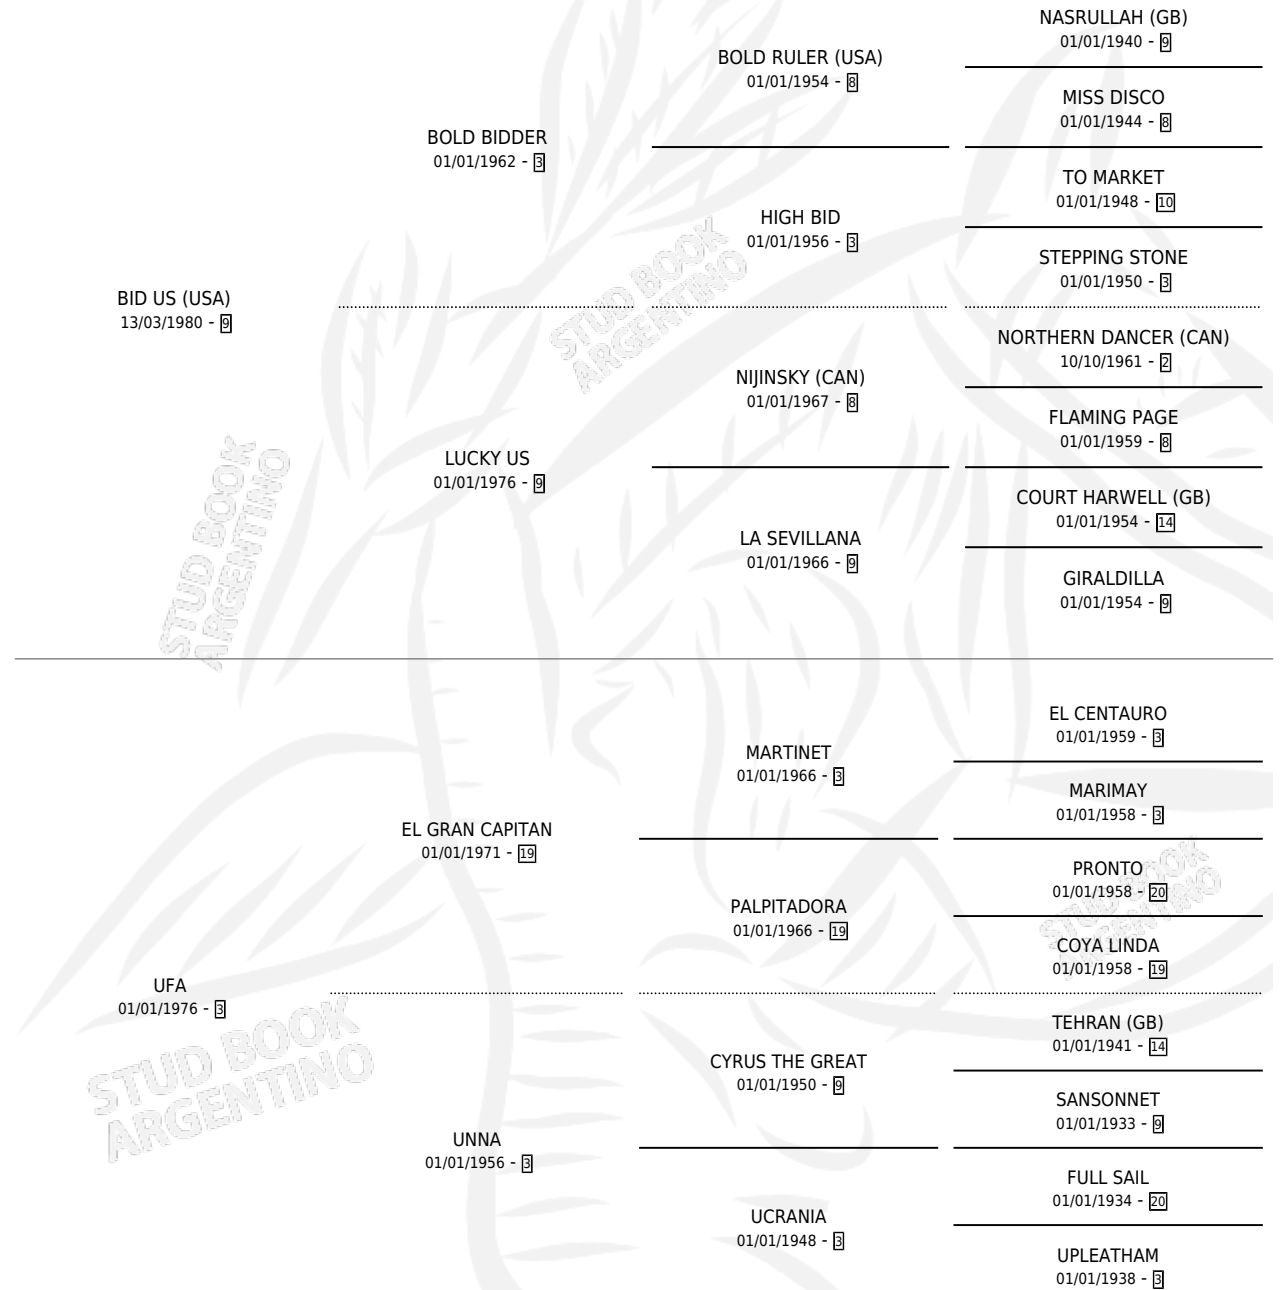 NASRULLAH (GB)
01/01/1940 - 9
BOLD RULER (USA)
01/01/1954 - 8
MISS DISCO
01/01/1944 - 8
BOLD BIDDER
01/01/1962 - 3
TO MARKET
01/01/1948 - 10
HIGH BID
01/01/1956 - 3
STEPPING STONE
01/01/1950 - 3
BID US (USA)
13/03/1980 - 9
STUD BOOK
ARGENTINO
NORTHERN DANCER (CAN)
10/10/1961 - 2
NIJINSKY (CAN)
01/01/1967 - 8
FLAMING PAGE
01/01/1959 - 8
LUCKY US
01/01/1976 - 9
COURT HARWELL (GB)
01/01/1954 - 14
LA SEVILLANA
01/01/1966 - 9
GIRALDILLA
01/01/1954 - 9
STUD BOOK
ARGENTINO
EL CENTAURO
01/01/1959 - 3
MARTINET
01/01/1966 - 3
MARIMAY
01/01/1958 - 3
EL GRAN CAPITAN
01/01/1971 - 19
PRONTO
01/01/1958 - 20
PALPITADORA
01/01/1966 - 19
COYA LINDA
01/01/1958 - 19
STUD BOOK
ARGENTINO
UFA
01/01/1976 - 3
TEHRAN (GB)
01/01/1941 - 14
CYRUS THE GREAT
01/01/1950 - 9
SANSONNET
01/01/1933 - 9
STUD BOOK
ARGENTINO
UNNA
01/01/1956 - 3
FULL SAIL
01/01/1934 - 20
UCRANIA
01/01/1948 - 3
UPLEATHAM
01/01/1938 - 3